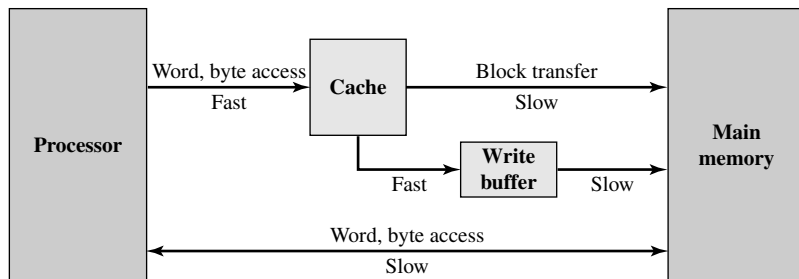 Processor
Word, byte access
Fast
Cache
Block transfer
Slow
Fast
Write
buffer
Slow
Main
memory
Word, byte access
Slow